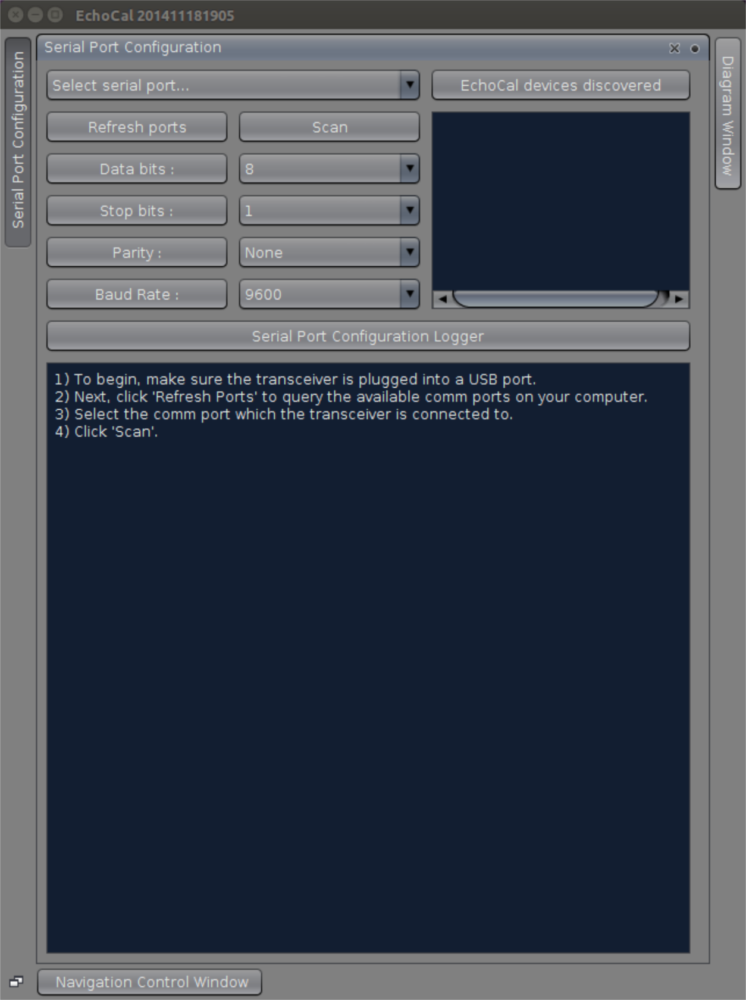 EchoCal 201411181905
Serial Port Configuration
Serial Port Configuration
Diagram Window
Select serial port...
EchoCal devices discovered
Refresh ports
Scan
Data bits :
8
Stop bits :
1
Parity :
None
Baud Rate :
9600
Serial Port Configuration Logger
1) To begin, make sure the transceiver is plugged into a USB port.
2) Next, click 'Refresh Ports' to query the available comm ports on your computer.
3) Select the comm port which the transceiver is connected to.
4) Click 'Scan'.
Navigation Control Window